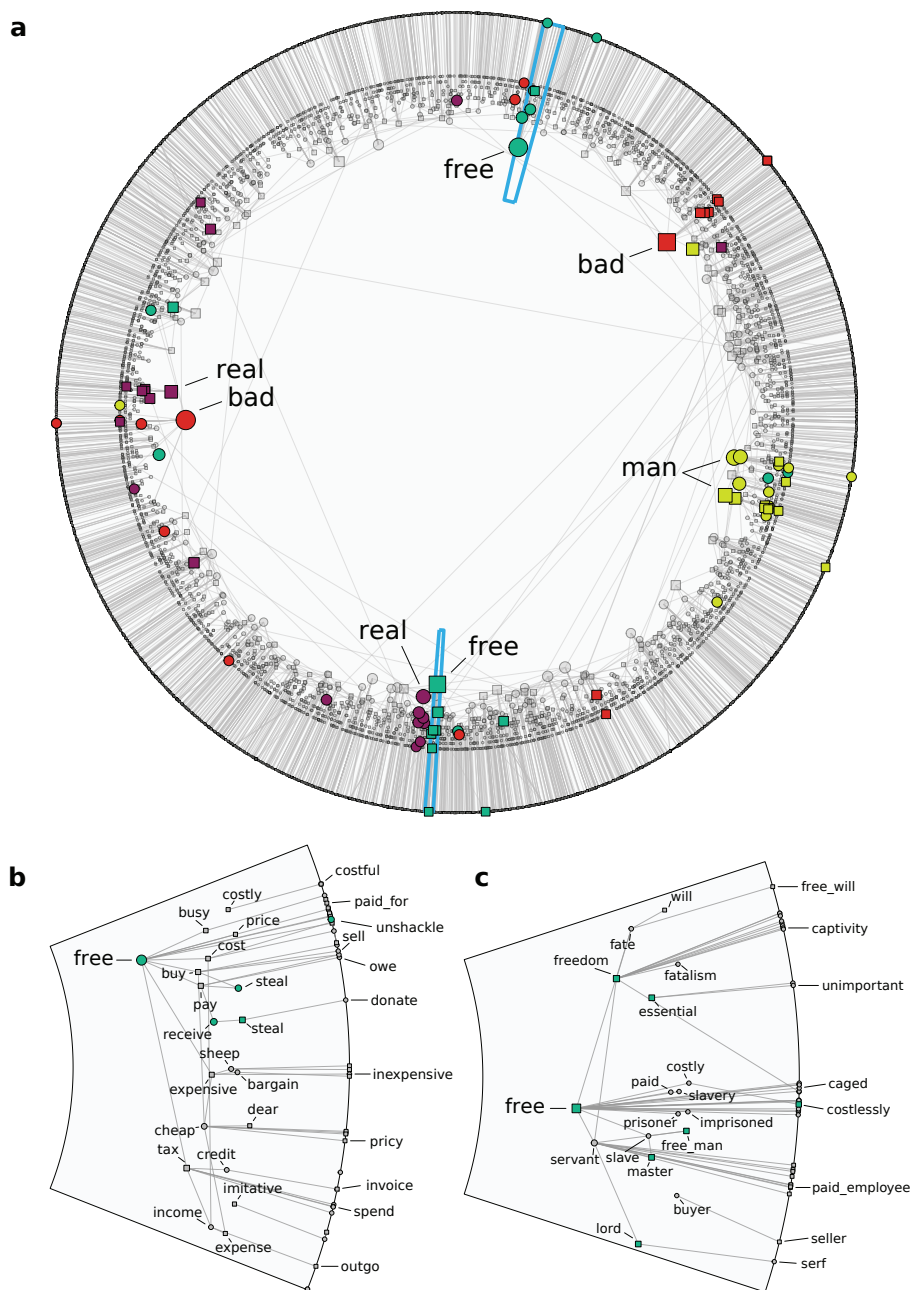 a
free
bad
real
bad
man
real
free
b
costful
costly
paid_for
busy
price
unshackle
cost
sell
free
owe
buy
steal
pay
donate
receive
steal
sheep
expensive
bargain
inexpensive
dear
cheap
pricy
tax
credit
invoice
imitative
income
spend
expense
outgo
c
will
free_will
fate
captivity
freedom
fatalism
unimportant
essential
costly
paid
slavery
caged
free
costlessly
prisoner
imprisoned
servant
slave
free_man
master
paid_employee
buyer
lord
seller
serf